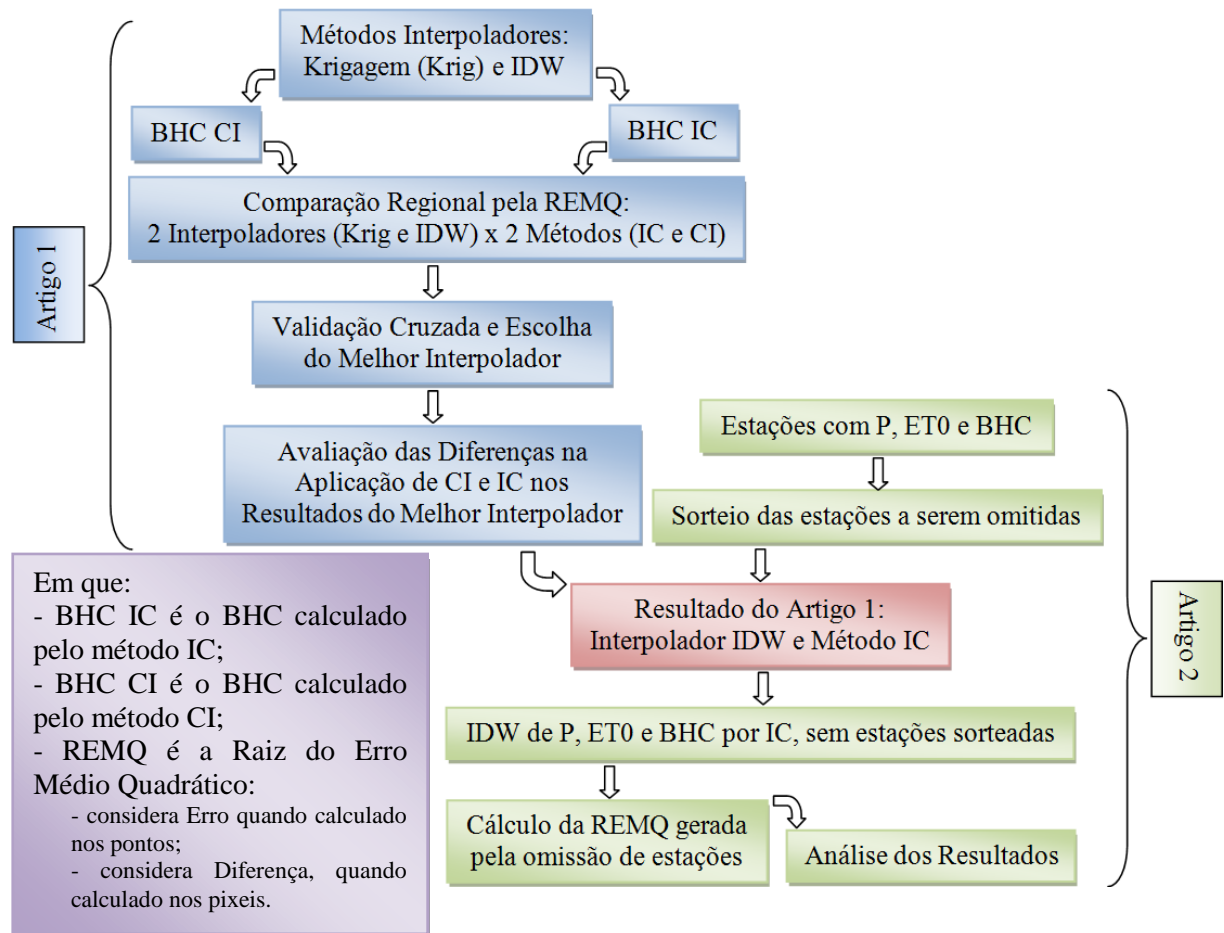 Métodos Interpoladores:
Krigagem (Krig) e IDW
BHC CI
BHC IC
Comparação Regional pela REMQ:
2 Interpoladores (Krig e IDW) x 2 Métodos (IC e CI)
Artigo 1
Validação Cruzada e Escolha
do Melhor Interpolador
Avaliação das Diferenças na
Aplicação de CI e IC nos
Resultados do Melhor Interpolador
Estações com P, ET0 e BHC
Sorteio das estações a serem omitidas
Resultado do Artigo 1:
Interpolador IDW e Método IC
Artigo 2
IDW de P, ET0 e BHC por IC, sem estações sorteadas
Cálculo da REMQ gerada
pela omissão de estações
Análise dos Resultados
Em que:
- BHC IC é o BHC calculado
pelo método IC;
- BHC CI é o BHC calculado
pelo método CI;
- REMQ é a Raiz do Erro
Médio Quadrático:
- considera Erro quando calculado
nos pontos;
- considera Diferença, quando
calculado nos pixeis.